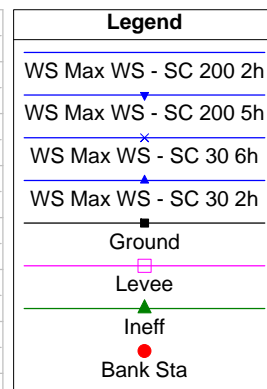 Legend
WS Max WS - SC 200 2h
WS Max WS - SC 200 5h
WS Max WS - SC 30 6h
WS Max WS - SC 30 2h
Ground
Levee
Ineff
Bank Sta